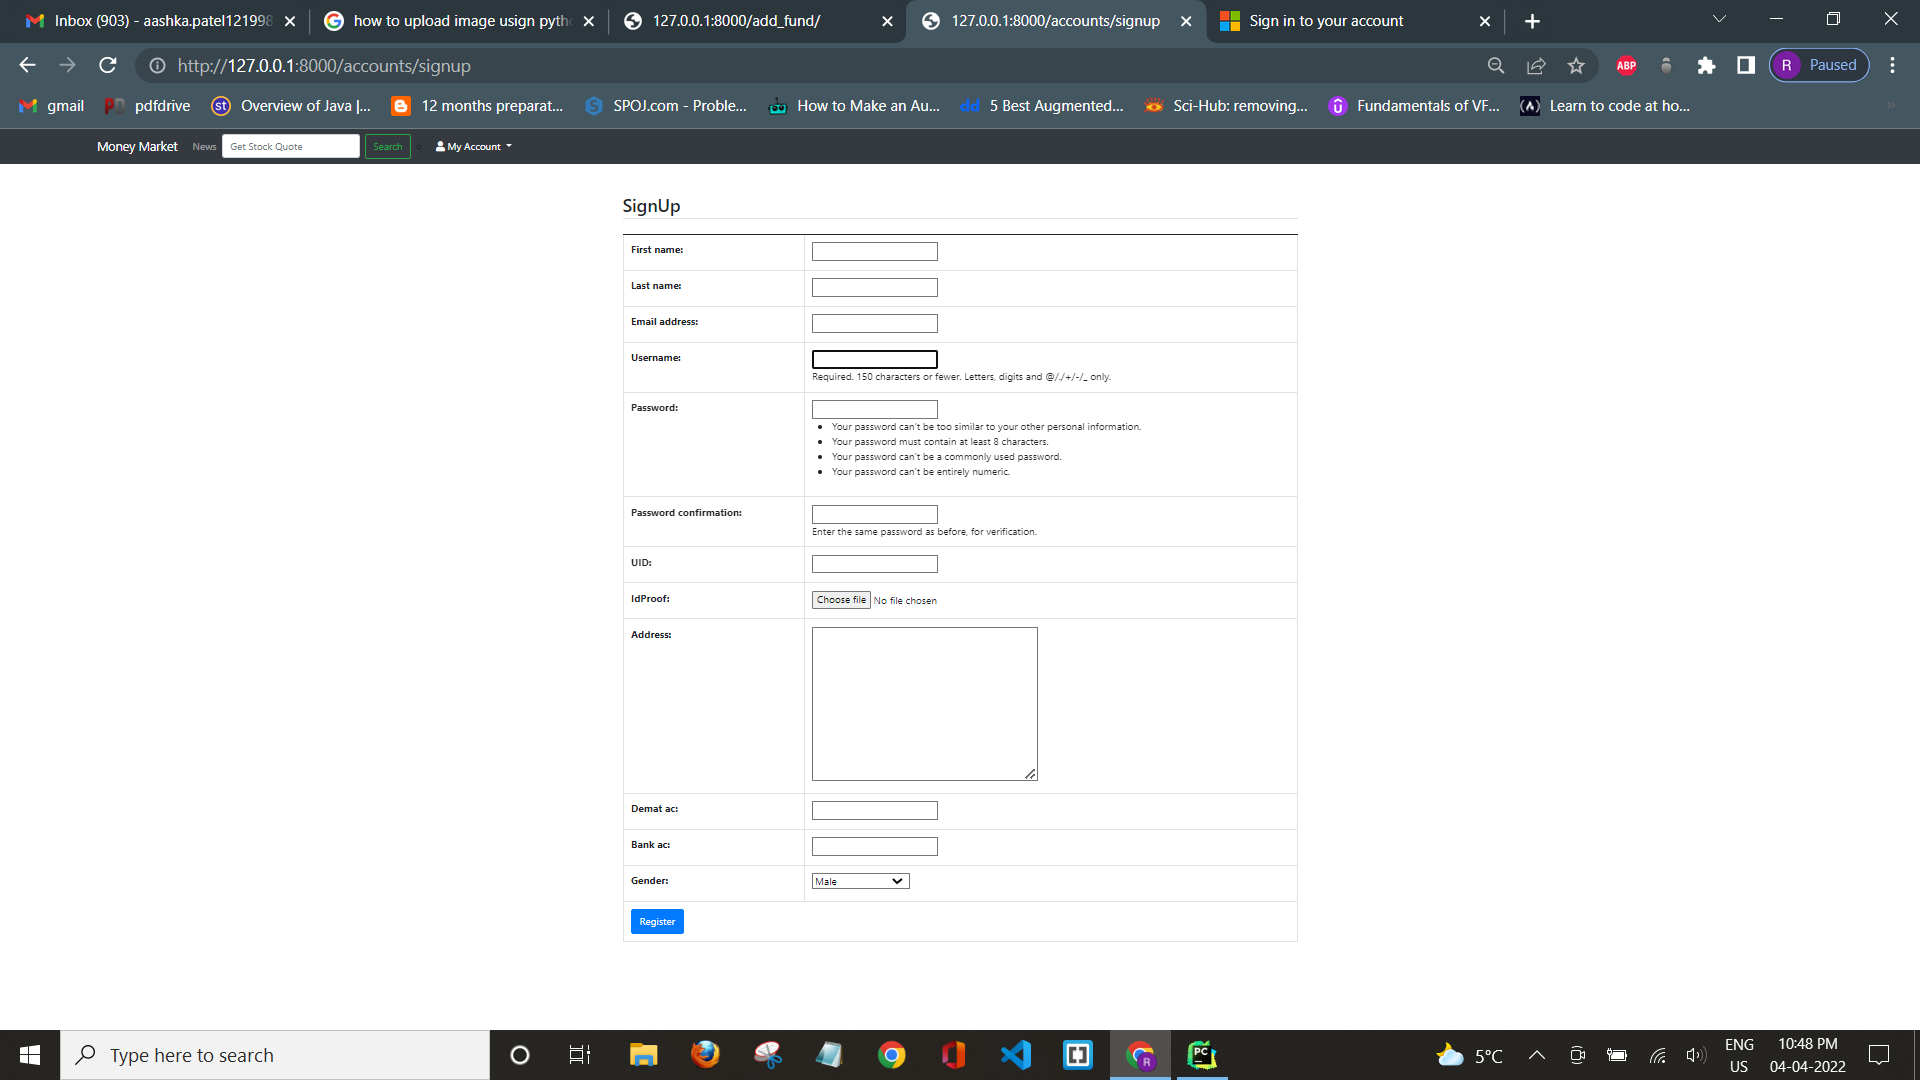 Inbox (903) - aashka.patel121998
how to upload image usign pyth
127.0.0.1:8000/add_fund/
127.0.0.1:8000/accounts/signup
Sign in to your account
http://127.0.0.1:8000/accounts/signup
ABP
R
Paused
gmail
pdfdrive
st
Overview of Java |...
12 months preparat...
SPOJ.com - Proble...
How to Make an Au...
dd
5 Best Augmented...
Sci-Hub: removing...
Fundamentals of VF...
Learn to code at ho...
Money Market
News
Get Stock Quote
Search
My Account
SignUp
First name:
Last name:
Email address:
Username:
Required. 150 characters or fewer. Letters, digits and @/./+/-/_ only.
Password:
Your password can't be too similar to your other personal information.
Your password must contain at least 8 characters.
Your password can't be a commonly used password.
Your password can't be entirely numeric.
Password confirmation:
Enter the same password as before, for verification.
UID:
IdProof:
Choose file No file chosen
Address:
Demat ac:
Bank ac:
Gender:
Male
Register
Type here to search
R
PC
5°C
ENG
US
10:48 PM
04-04-2022